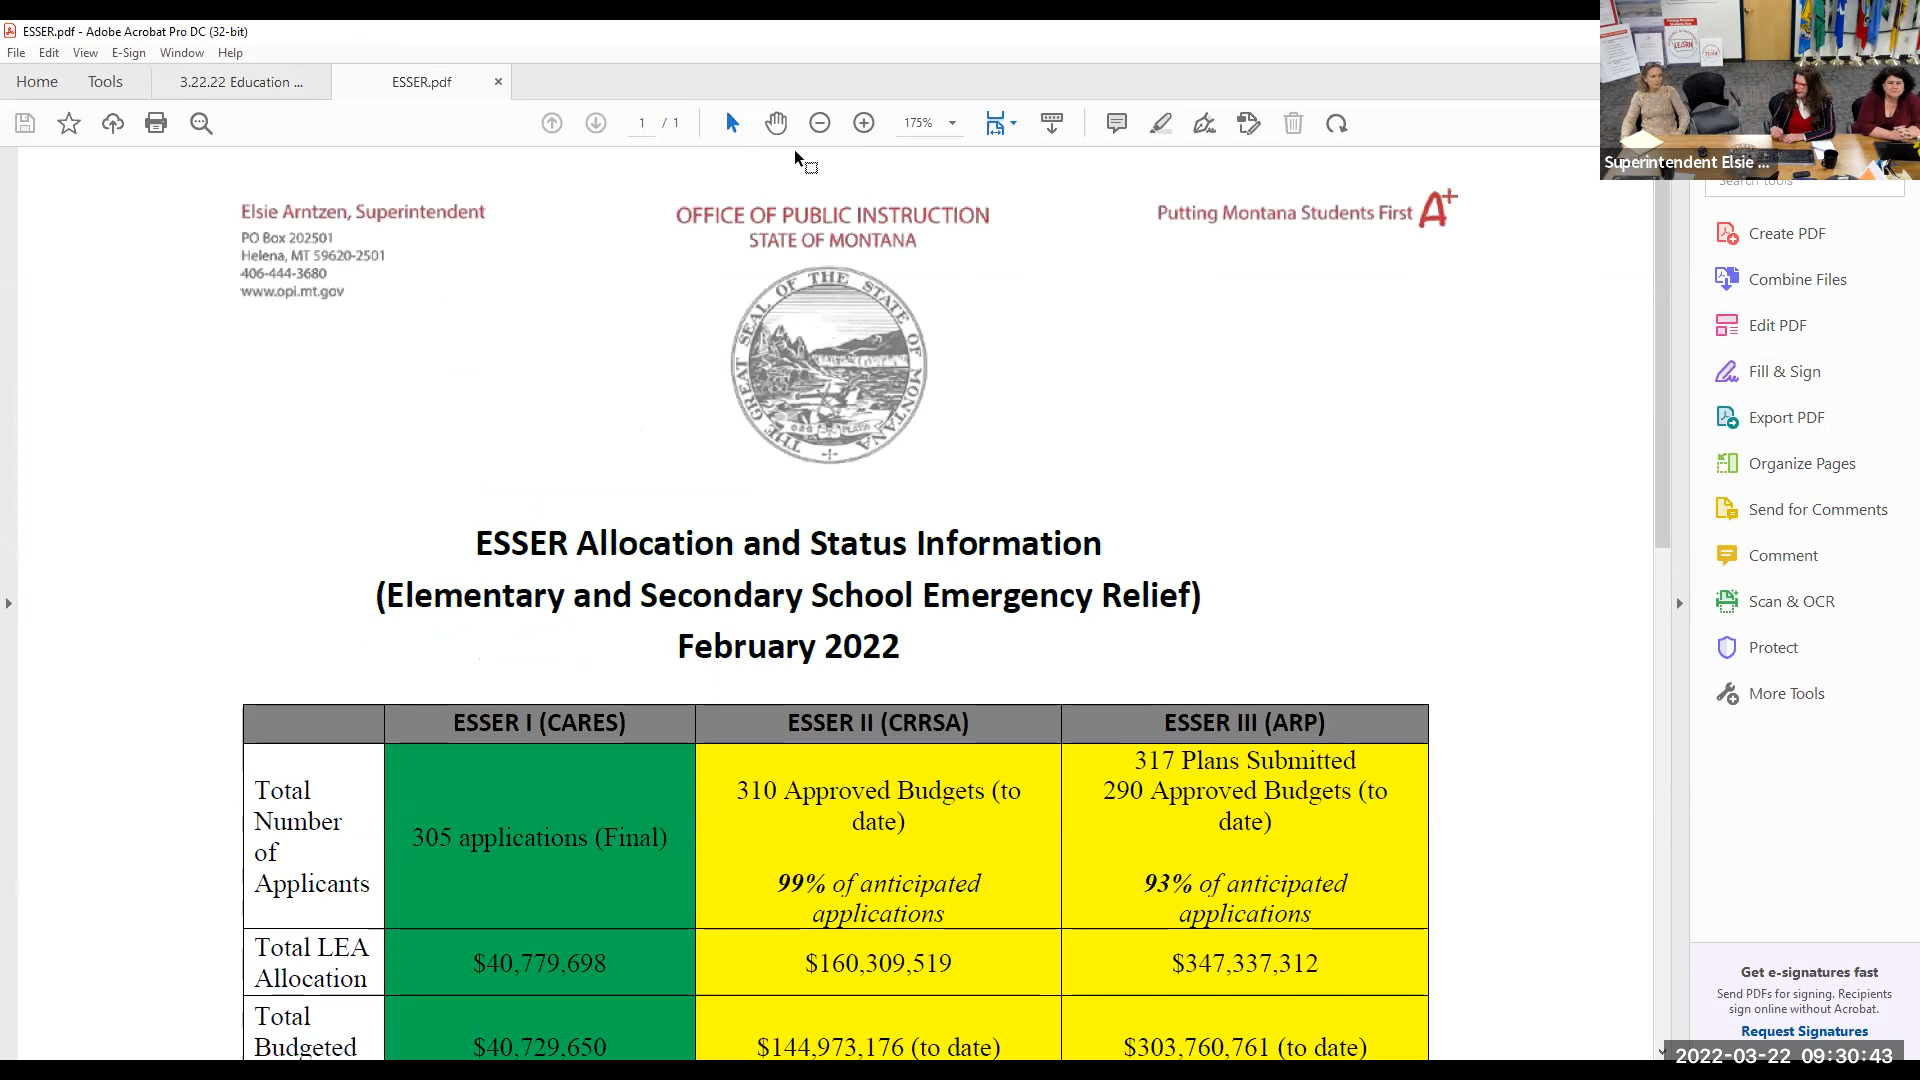 ESSER.pdf - Adobe Acrobat Pro DC (32-bit)
File Edit View E-Sign Window Help
Home Tools 3.22.22 Education ... ESSER.pdf ×
1 / 1 175%
LEARN
Superintendent Elsie ...
Search tools
Elsie Arntzen, Superintendent
PO Box 202501
Helena, MT 59620-2501
406-444-3680
www.opi.mt.gov
OFFICE OF PUBLIC INSTRUCTION
STATE OF MONTANA
Putting Montana Students First A+
THE GREAT SEAL OF THE STATE OF MONTANA
ORO Y PLATA
ESSER Allocation and Status Information
(Elementary and Secondary School Emergency Relief)
February 2022
ESSER I (CARES) ESSER II (CRRSA) ESSER III (ARP)
Total
Number
of
Applicants
305 applications (Final)
310 Approved Budgets (to
date)
99% of anticipated
applications
317 Plans Submitted
290 Approved Budgets (to
date)
93% of anticipated
applications
Total LEA
Allocation
$40,779,698 $160,309,519 $347,337,312
Total
Budgeted
$40,729,650 $144,973,176 (to date) $303,760,761 (to date)
Create PDF
Combine Files
Edit PDF
Fill & Sign
Export PDF
Organize Pages
Send for Comments
Comment
Scan & OCR
Protect
More Tools
Get e-signatures fast
Send PDFs for signing. Recipients
sign online without Acrobat.
Request Signatures
2022-03-22 09:30:43